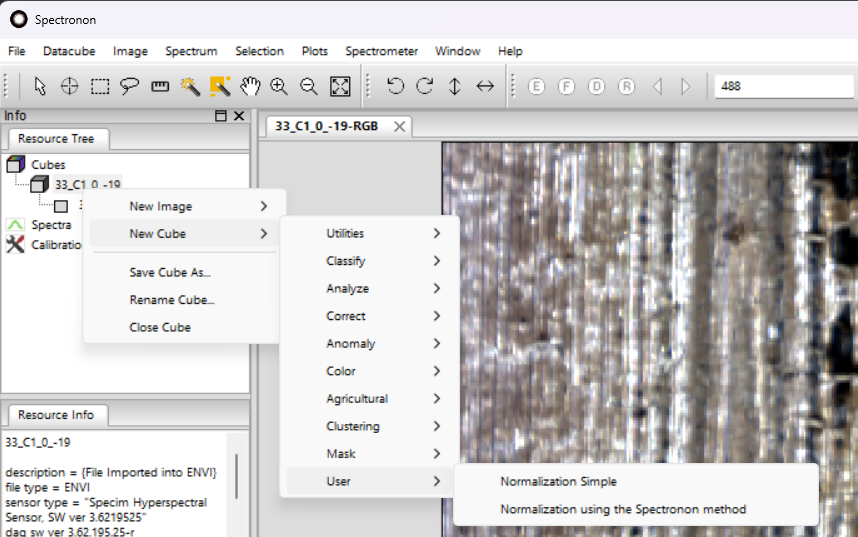 Spectronon
File Datacube Image Spectrum Selection Plots Spectrometer Window Help
E F D R 488
Info
Resource Tree
33_C1_0_-19-RGB
Cubes
33_C1_0_-19
3
Spectra
Calibratio
New Image
New Cube
Save Cube As...
Rename Cube...
Close Cube
Utilities
Classify
Analyze
Correct
Anomaly
Color
Agricultural
Clustering
Mask
User
Normalization Simple
Normalization using the Spectronon method
Resource Info
33_C1_0_-19
description = {File Imported into ENVI}
file type = ENVI
sensor type = "Specim Hyperspectral
Sensor, SW ver 3.6219525"
daq sw ver 3.62.195.25-r